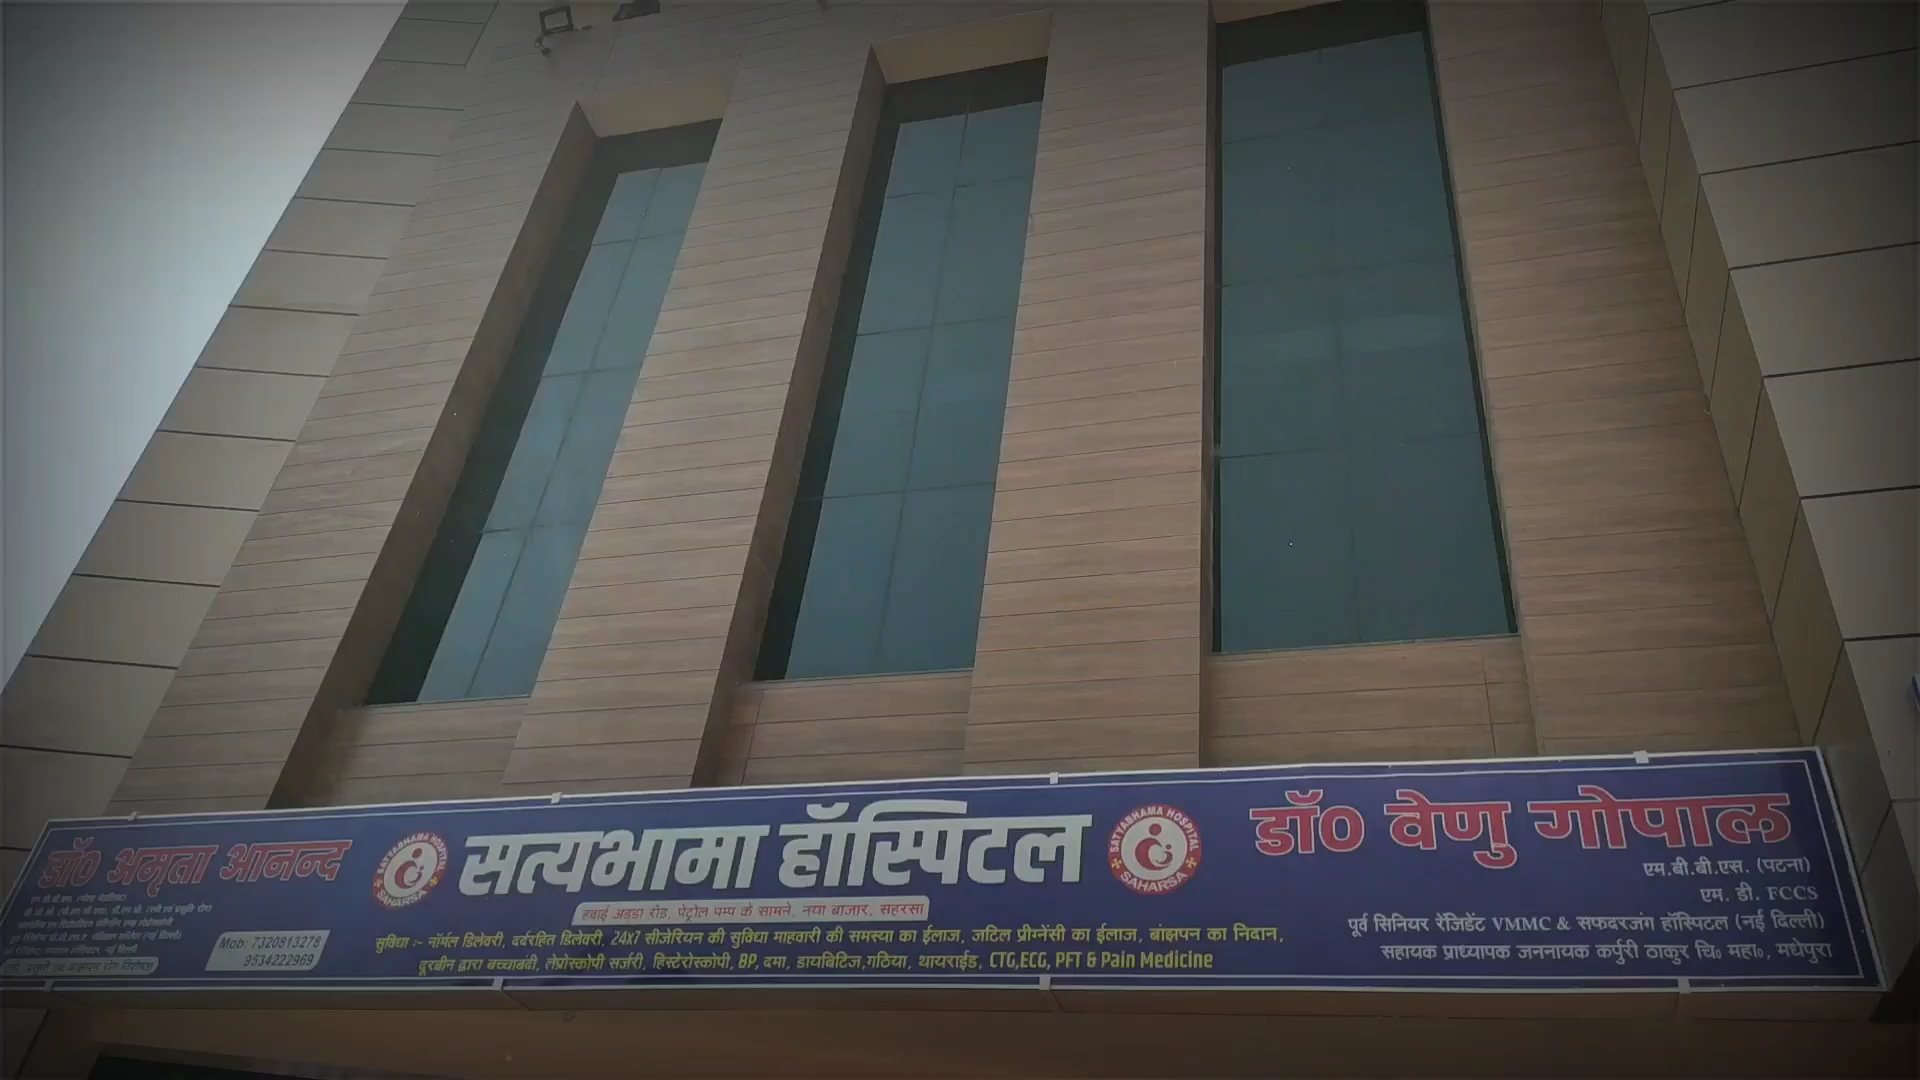 डॉ० अमृता आनन्द
Mob: 7320813278
9534222969
SATYABHAMA HOSPITAL
SAHARSA
सत्यभामा हॉस्पिटल
हवाई अड्डा रोड, पेट्रोल पम्प के सामने, नया बाजार, सहरसा
सुविधा :- नॉर्मल डिलेवरी, दर्दरहित डिलेवरी, 24x7 सीजेरियन की सुविधा माहवारी की समस्या का ईलाज, जटिल प्रीग्नेंसी का ईलाज, बांझपन का निदान,
दूरबीन द्वारा बच्चाबंदी, लेप्रोस्कोपी सर्जरी, हिस्टेरोस्कोपी, BP, दमा, डायबिटिज,गठिया, थायराईड, CTG,ECG, PFT & Pain Medicine
SATYABHAMA HOSPITAL
SAHARSA
डॉ० वेणु गोपाल
एम.बी.बी.एस. (पटना)
एम. डी. FCCS
पूर्व सिनियर रेजिडेंट VMMC & सफदरजंग हॉस्पिटल (नई दिल्ली)
सहायक प्राध्यापक जननायक कर्पुरी ठाकुर चि० महा०, मधेपुरा